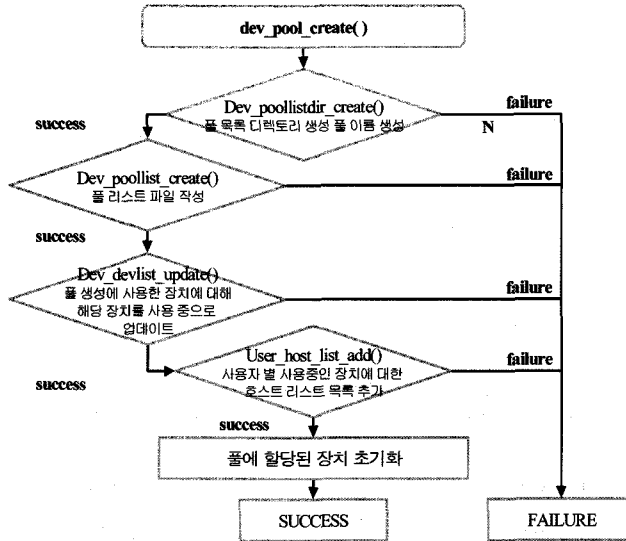 dev_pool_create( )
Dev_poollistdir_create()
풀 목록 디렉토리 생성 풀 이름 생성
failure
N
success
Dev_poollist_create()
풀 리스트 파일 작성
failure
success
Dev_devlist_update()
풀 생성에 사용한 장치에 대해
해당 장치를 사용 중으로
업데이트
failure
success
User_host_list_add()
사용자 별 사용중인 장치에 대한
호스트 리스트 목록 추가
failure
success
풀에 할당된 장치 초기화
SUCCESS
FAILURE